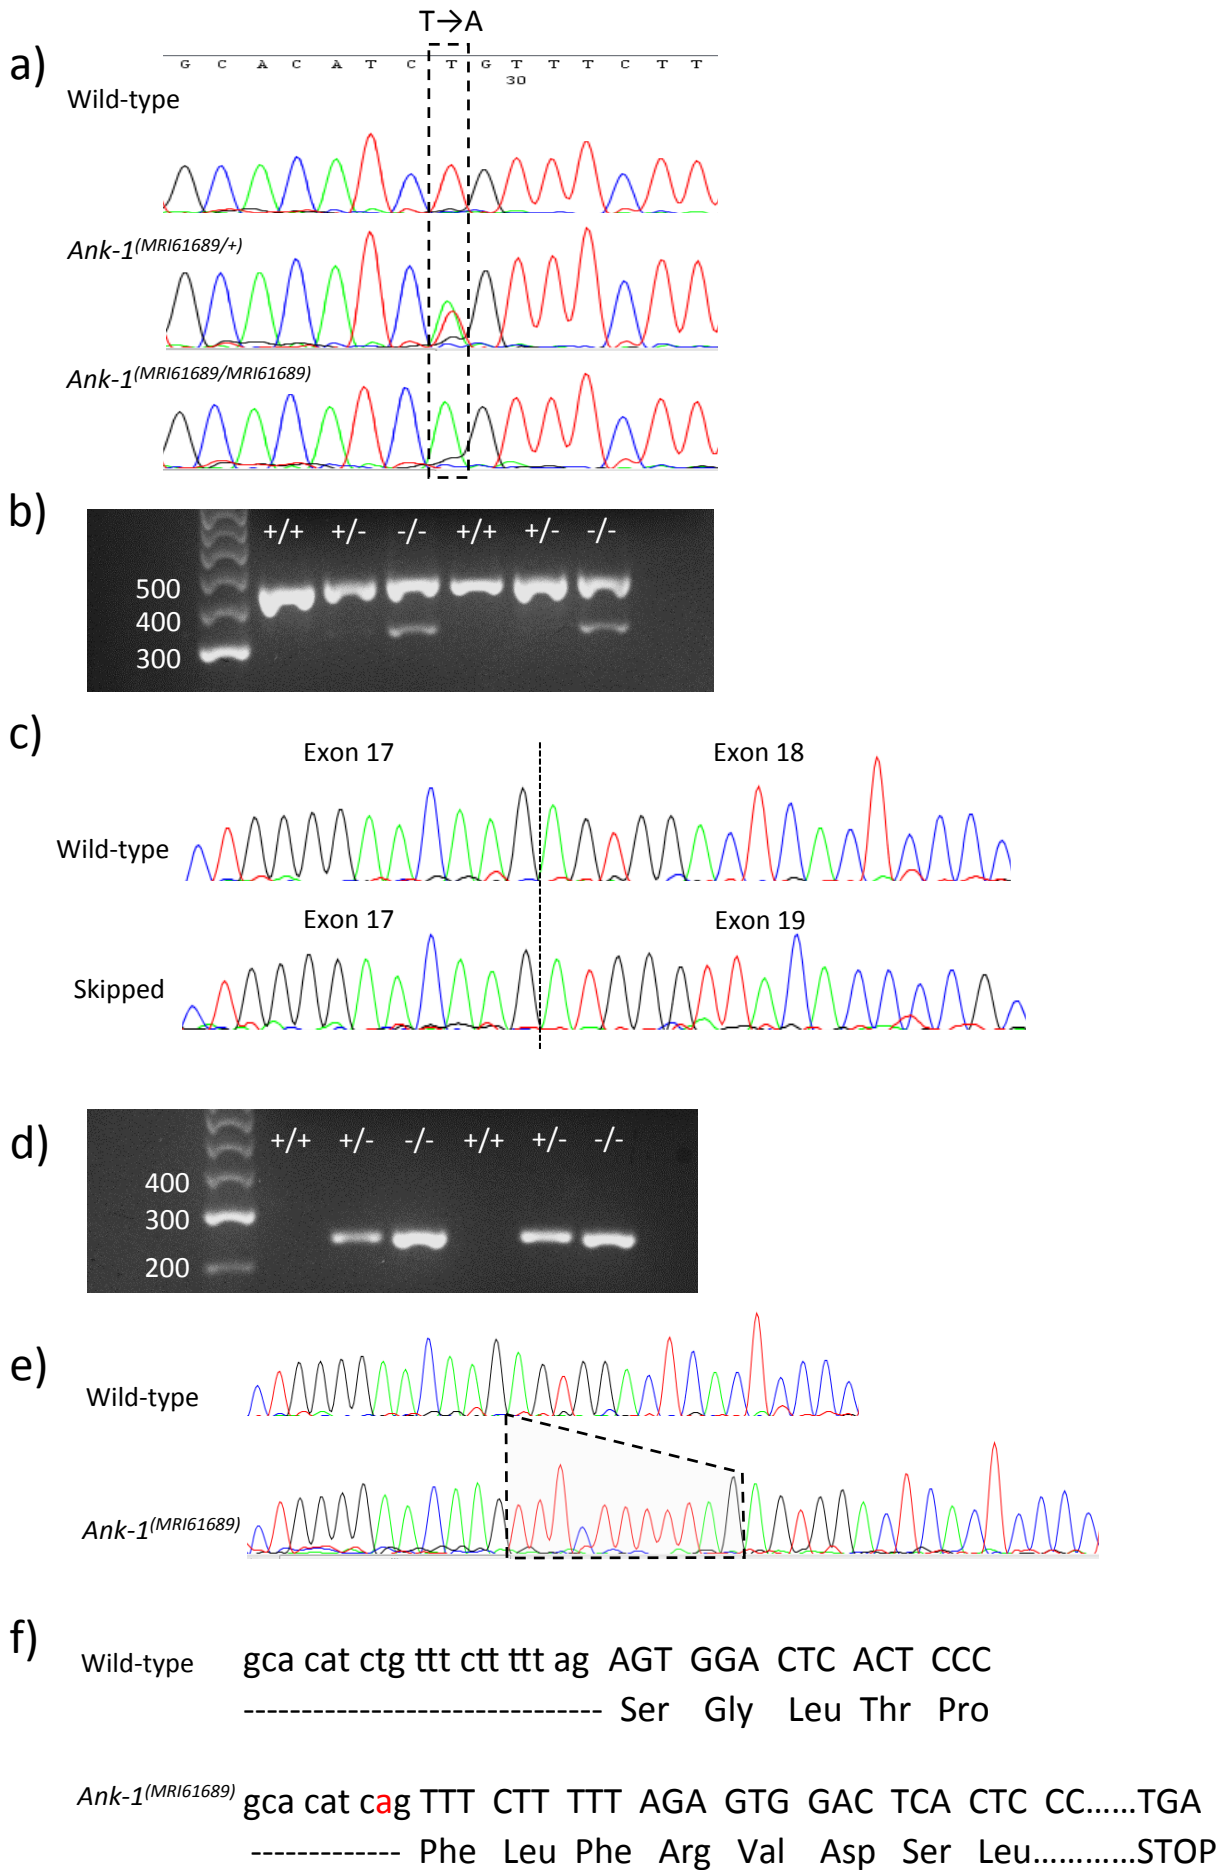 T→A
a)
G C A C A T C T G T T T C T T
30
Wild-type
Ank-1(MRI61689/+)
Ank-1(MRI61689/MRI61689)
b)
+/+ +/- -/- +/+ +/- -/-
500
400
300
c)
Exon 17 Exon 18
Wild-type
Exon 17 Exon 19
Skipped
d)
+/+ +/- -/- +/+ +/- -/-
400
300
200
e)
Wild-type
Ank-1(MRI61689)
f)
Wild-type gca cat ctg ttt ctt ttt ag AGT GGA CTC ACT CCC
------------------------------ Ser Gly Leu Thr Pro
Ank-1(MRI61689) gca cat cag TTT CTT TTT AGA GTG GAC TCA CTC CC......TGA
------------- Phe Leu Phe Arg Val Asp Ser Leu............STOP